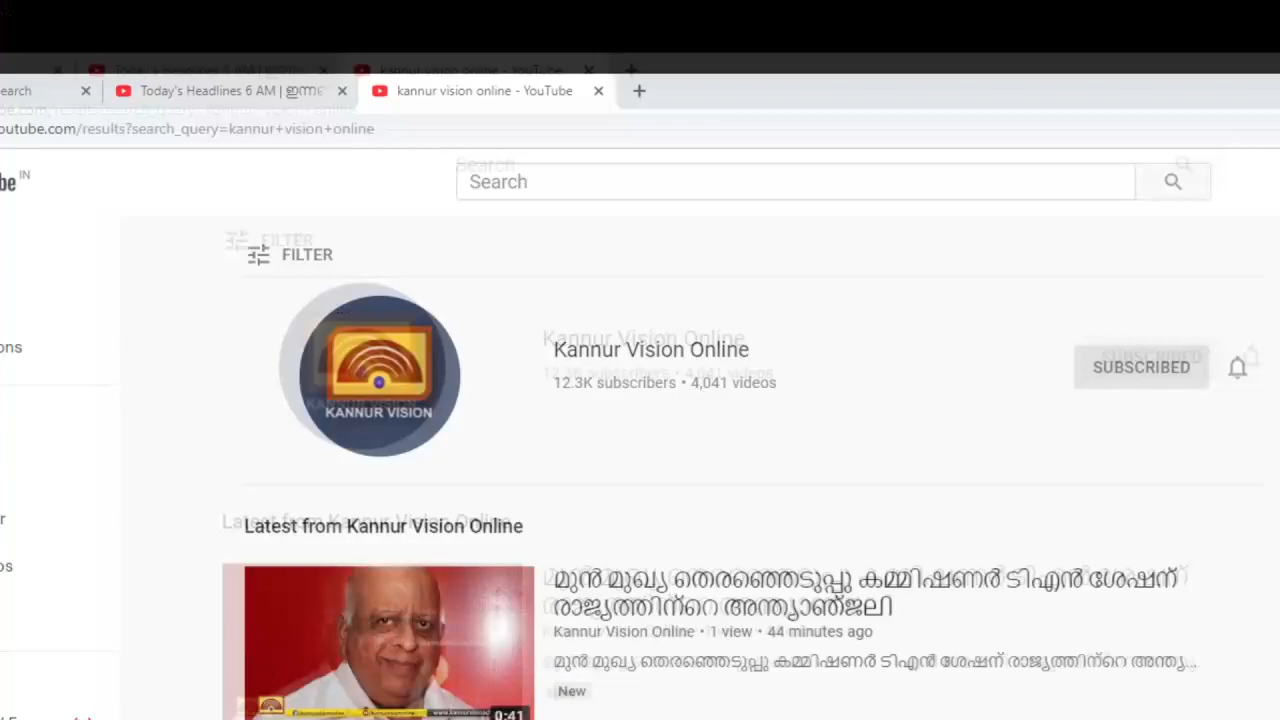 earch
Today's Headlines 6 AM | ഇന്ന
kannur vision online - YouTube
outube.com/results?search_query=kannur+vision+online
be IN
Search
FILTER
ons
KANNUR VISION
Kannur Vision Online
12.3K subscribers • 4,041 videos
SUBSCRIBED
Latest from Kannur Vision Online
r
os
മുൻ മുഖ്യ തെരഞ്ഞെടുപ്പു കമ്മിഷണർ ടിഎൻ ശേഷന്
രാജ്യത്തിന്റെ അന്ത്യാഞ്ജലി
Kannur Vision Online • 1 view • 44 minutes ago
മുൻ മുഖ്യ തെരഞ്ഞെടുപ്പു കമ്മിഷണർ ടിഎൻ ശേഷന് രാജ്യത്തിന്റെ അന്ത്യ...
New
0:41